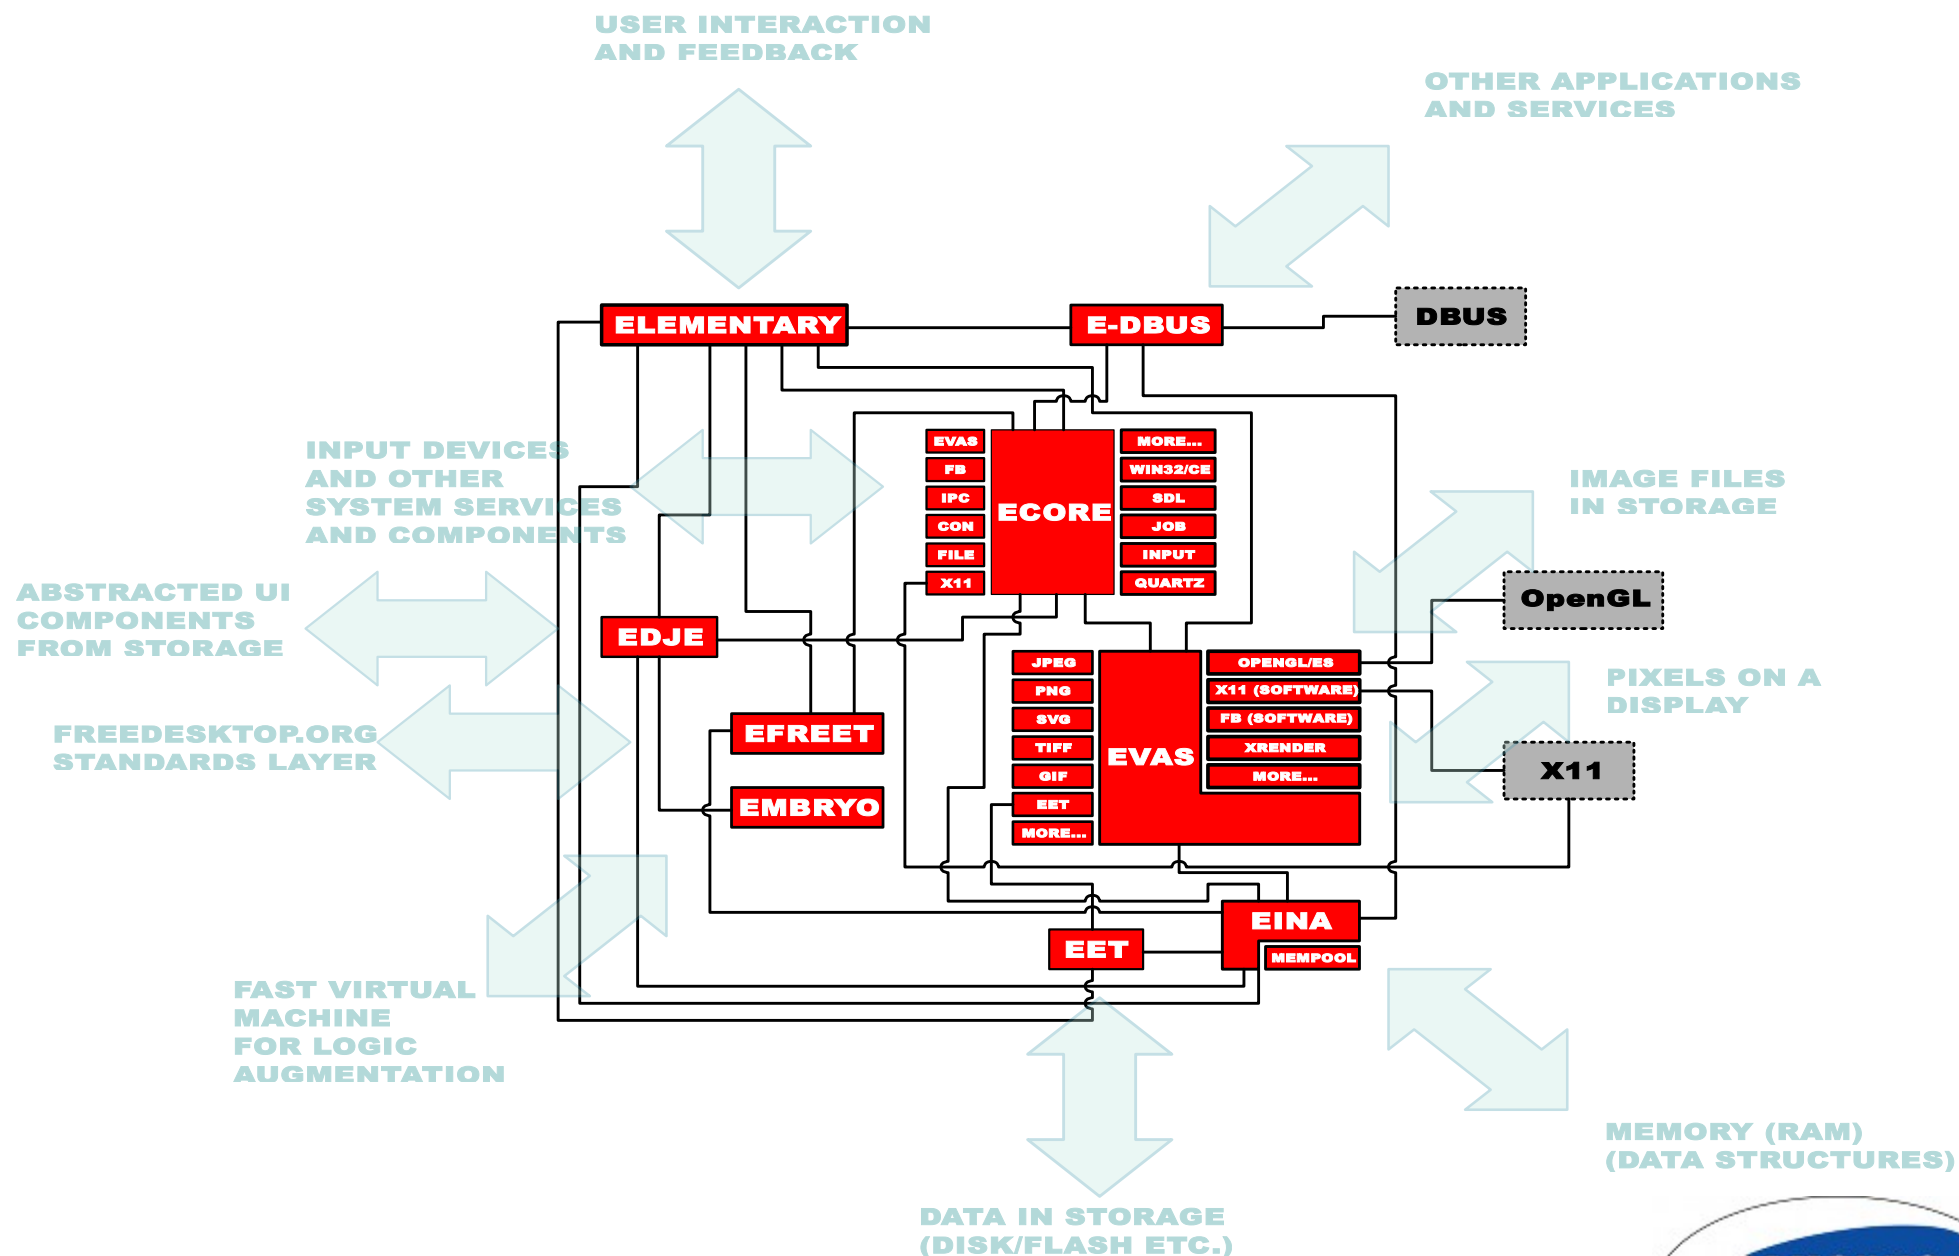 USER INTERACTION
AND FEEDBACK
OTHER APPLICATIONS
AND SERVICES
ELEMENTARY
E-DBUS
DBUS
INPUT DEVICES
AND OTHER
SYSTEM SERVICES
AND COMPONENTS
EVAS
FB
IPC
CON
FILE
X11
ECORE
MORE...
WIN32/CE
SDL
JOB
INPUT
QUARTZ
IMAGE FILES
IN STORAGE
OpenGL
ABSTRACTED UI
COMPONENTS
FROM STORAGE
EDJE
JPEG
PNG
SVG
TIFF
GIF
EET
MORE...
EVAS
OPENGL/ES
X11 (SOFTWARE)
FB (SOFTWARE)
XRENDER
MORE...
PIXELS ON A
DISPLAY
X11
FREEDESKTOP.ORG
STANDARDS LAYER
EFREET
EMBRYO
EINA
MEMPOOL
EET
FAST VIRTUAL
MACHINE
FOR LOGIC
AUGMENTATION
MEMORY (RAM)
(DATA STRUCTURES)
DATA IN STORAGE
(DISK/FLASH ETC.)